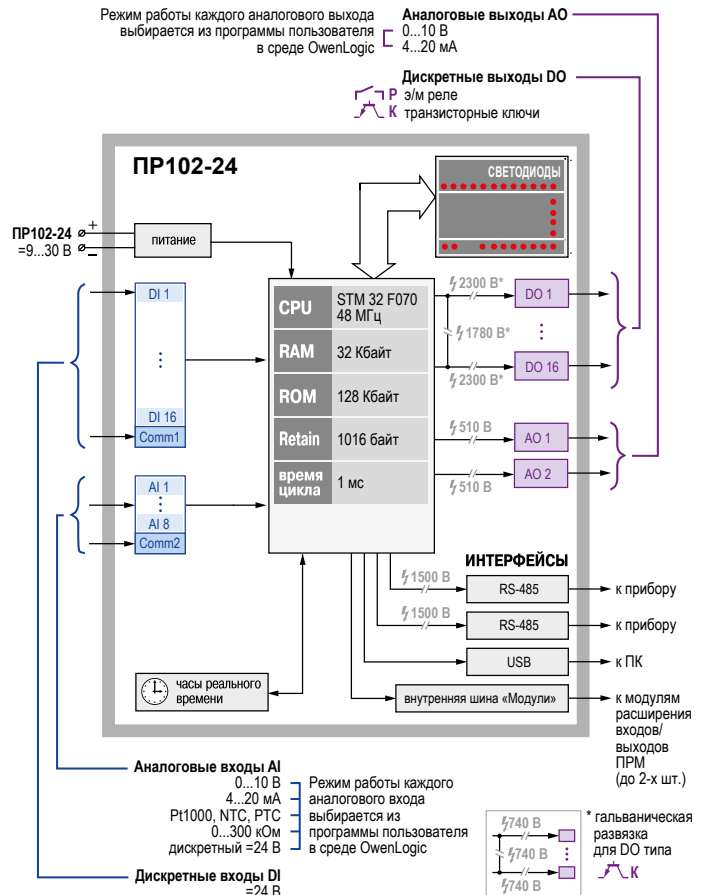 Режим работы каждого аналогового выхода
выбирается из программы пользователя
в среде OwenLogic
Аналоговые выходы AO
0...10 В
4...20 мА
Дискретные выходы DO
Р э/м реле
К транзисторные ключи
ПР102-24
СВЕТОДИОДЫ
ПР102-24
=9...30 В
+
–
питание
DI 1
DI 16
Comm1
AI 1
AI 8
Comm2
CPU STM 32 F070
48 МГц
RAM 32 Кбайт
ROM 128 Кбайт
Retain 1016 байт
время
цикла
1 мс
2300 В*
DO 1
1780 В*
DO 16
2300 В*
510 В
AO 1
AO 2
510 В
ИНТЕРФЕЙСЫ
1500 В
RS-485
к прибору
1500 В
RS-485
к прибору
USB
к ПК
внутренняя шина «Модули»
к модулям
расширения
входов/
выходов
ПРМ
(до 2-х шт.)
часы реального
времени
Аналоговые входы AI
0...10 В
4...20 мА
Pt1000, NTC, PTC
0...300 кОм
дискретный =24 В
Режим работы каждого
аналогового входа
выбирается из
программы пользователя
в среде OwenLogic
Дискретные входы DI
=24 В
740 В
740 В
740 В
* гальваническая
развязка
для DO типа
К